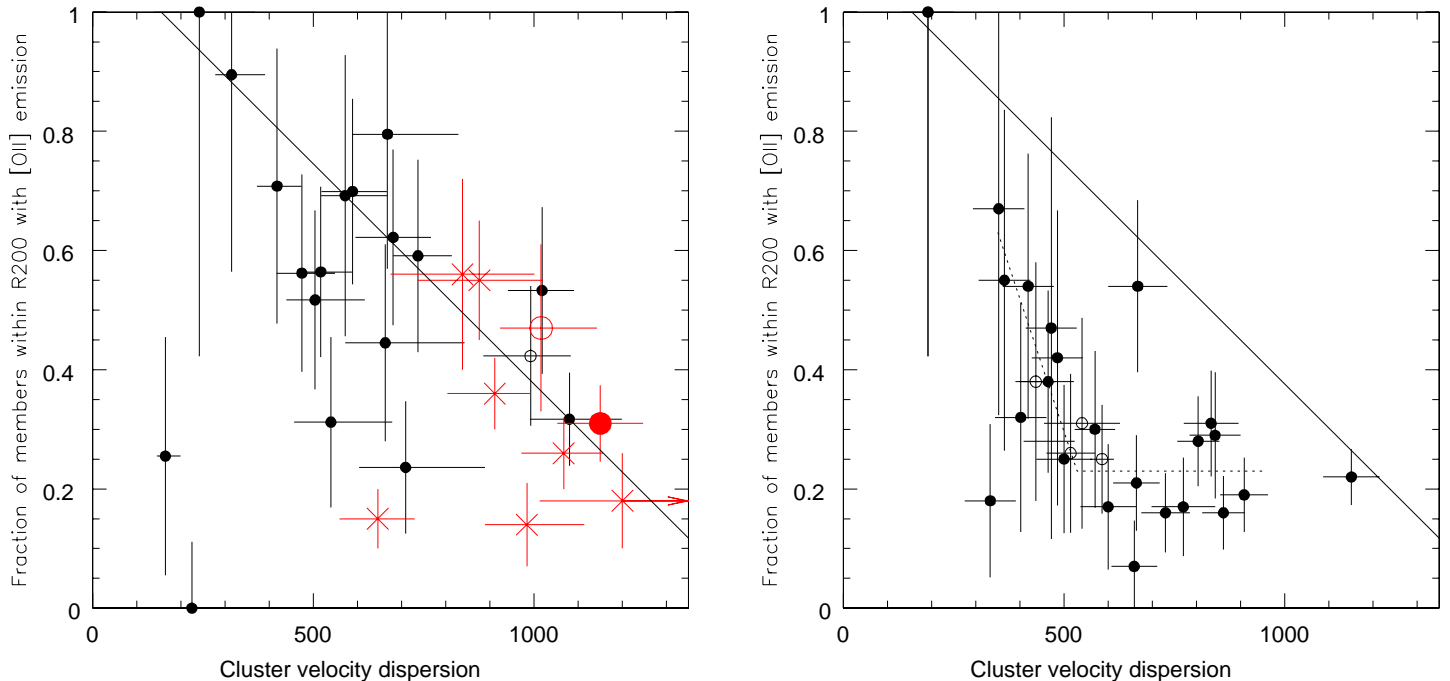 Fraction of members within R200 with [OII] emission
1
0.8
0.6
0.4
0.2
0
0 500 1000
Cluster velocity dispersion
Fraction of members within R200 with [OII] emission
1
0.8
0.6
0.4
0.2
0
0 500 1000
Cluster velocity dispersion